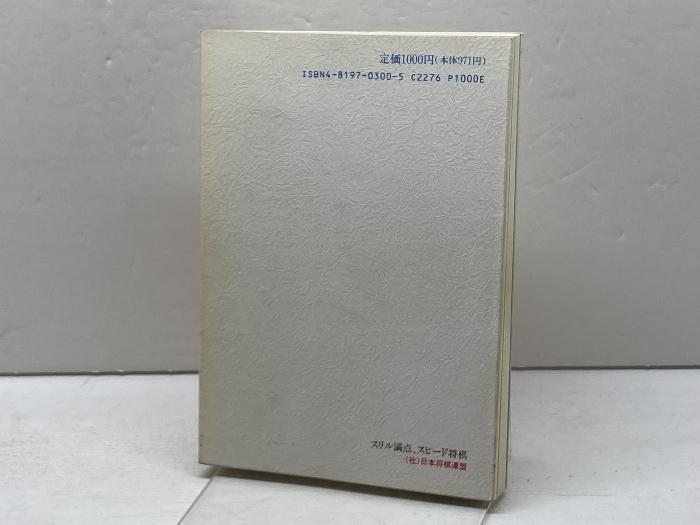 定価1000円(本体971円)
ISBN4-8197-0300-5 C2276 P1000E
スリル満点、スピード将棋
(社)日本将棋連盟